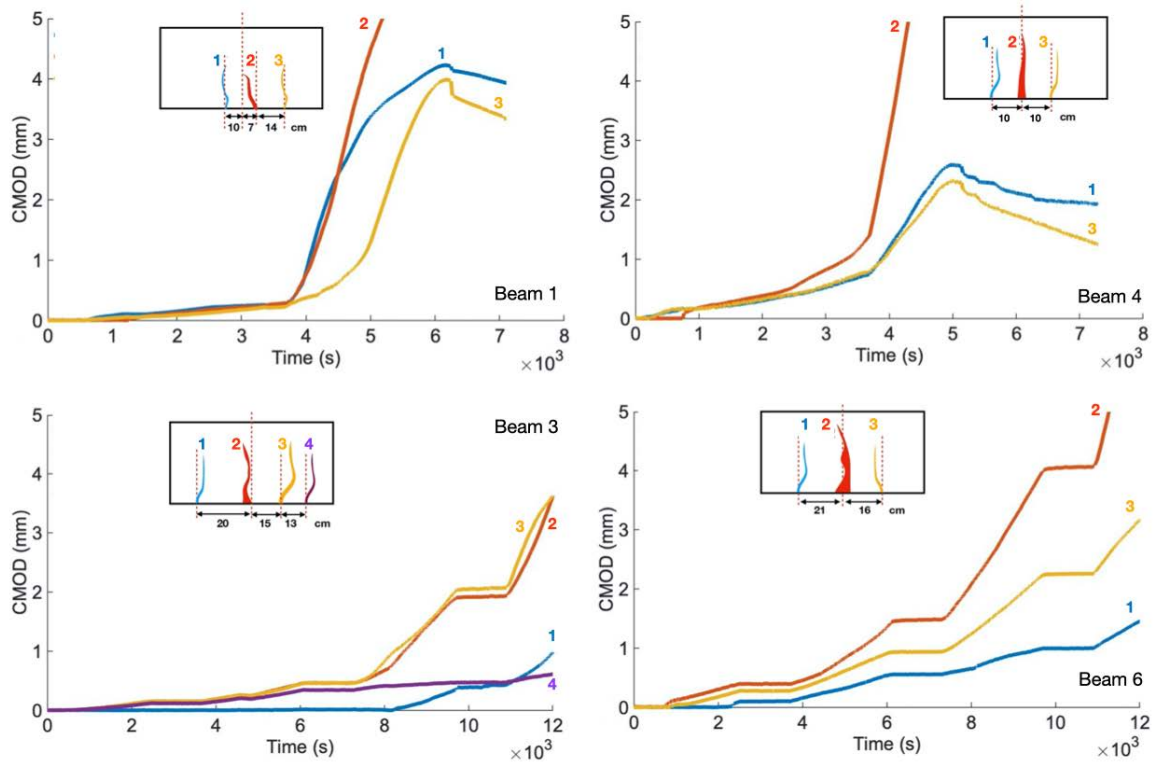 5
4
3
2
1
0
CMOD (mm)
0 1 2 3 4 5 6 7 8
Time (s)
×10³
1 2 3
10 7 14 cm
2
1
3
Beam 1
5
4
3
2
1
0
CMOD (mm)
0 1 2 3 4 5 6 7 8
Time (s)
×10³
1 2 3
10 10 cm
2
1
3
Beam 4
5
4
3
2
1
0
CMOD (mm)
0 2 4 6 8 10 12
Time (s)
×10³
1 2 3 4
20 15 13 cm
Beam 3
3
2
1
4
5
4
3
2
1
0
CMOD (mm)
0 2 4 6 8 10 12
Time (s)
×10³
1 2 3
21 16 cm
2
3
1
Beam 6